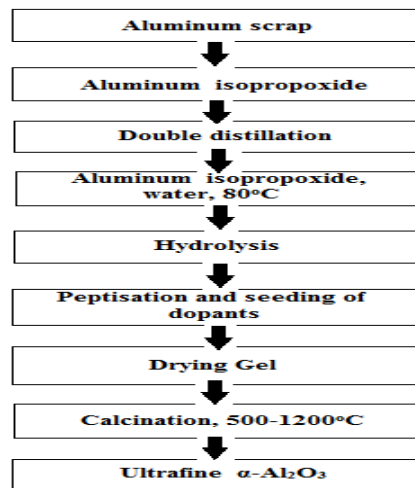 Aluminum scrap
Aluminum isopropoxide
Double distillation
Aluminum isopropoxide,
water, 80°C
Hydrolysis
Peptisation and seeding of
dopants
Drying Gel
Calcination, 500-1200°C
Ultrafine α-Al₂O₃